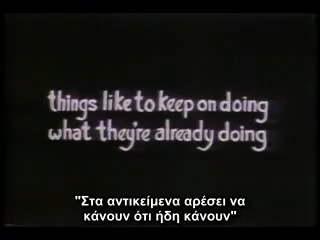 things like to keep on doing
what they're already doing
"Στα αντικείμενα αρέσει να
κάνουν ότι ήδη κάνουν"